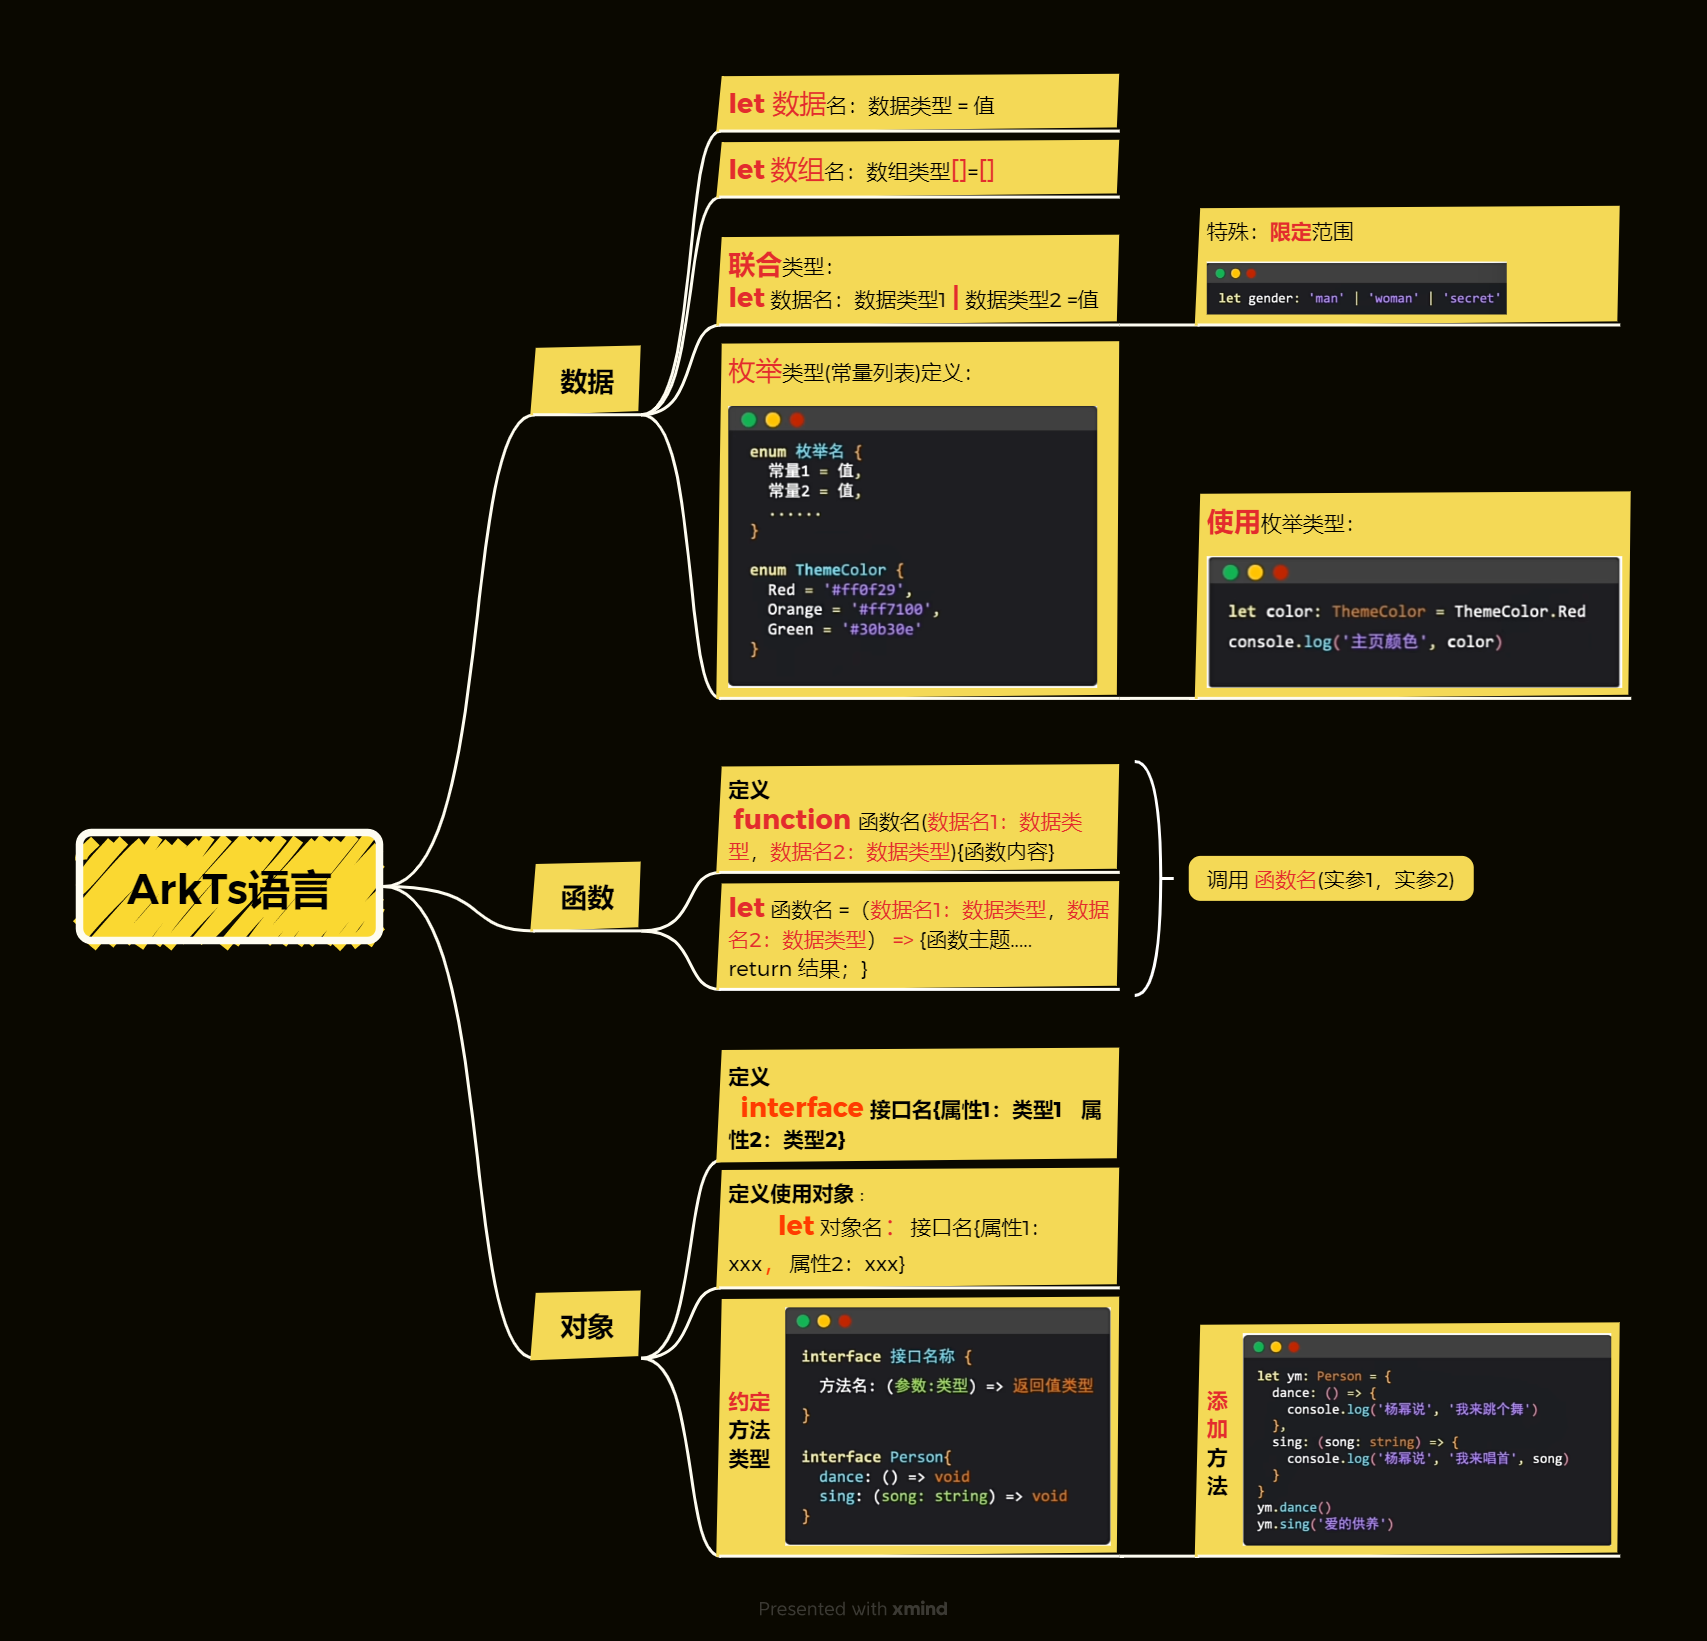 ArkTs语言
数据
let 数据名：数据类型 = 值
let 数组名：数组类型[]=[]
联合类型：
let 数据名：数据类型1 | 数据类型2 =值
特殊：限定范围
let gender: 'man' | 'woman' | 'secret'
枚举类型(常量列表)定义：
enum 枚举名 {
常量1 = 值,
常量2 = 值,
......
}
enum ThemeColor {
Red = '#ff0f29',
Orange = '#ff7100',
Green = '#30b30e'
}
使用枚举类型：
let color: ThemeColor = ThemeColor.Red
console.log('主页颜色', color)
函数
定义
function 函数名(数据名1：数据类
型，数据名2：数据类型){函数内容}
let 函数名 =（数据名1：数据类型，数据
名2：数据类型） => {函数主题.....
return 结果；}
调用 函数名(实参1，实参2)
对象
定义
interface 接口名{属性1：类型1 属
性2：类型2}
定义使用对象：
let 对象名： 接口名{属性1：
xxx， 属性2：xxx}
约定
方法
类型
interface 接口名称 {
方法名: (参数:类型) => 返回值类型
}
interface Person{
dance: () => void
sing: (song: string) => void
}
添
加
方
法
let ym: Person = {
dance: () => {
console.log('杨幂说', '我来跳个舞')
},
sing: (song: string) => {
console.log('杨幂说', '我来唱首', song)
}
}
ym.dance()
ym.sing('爱的供养')
Presented with xmind